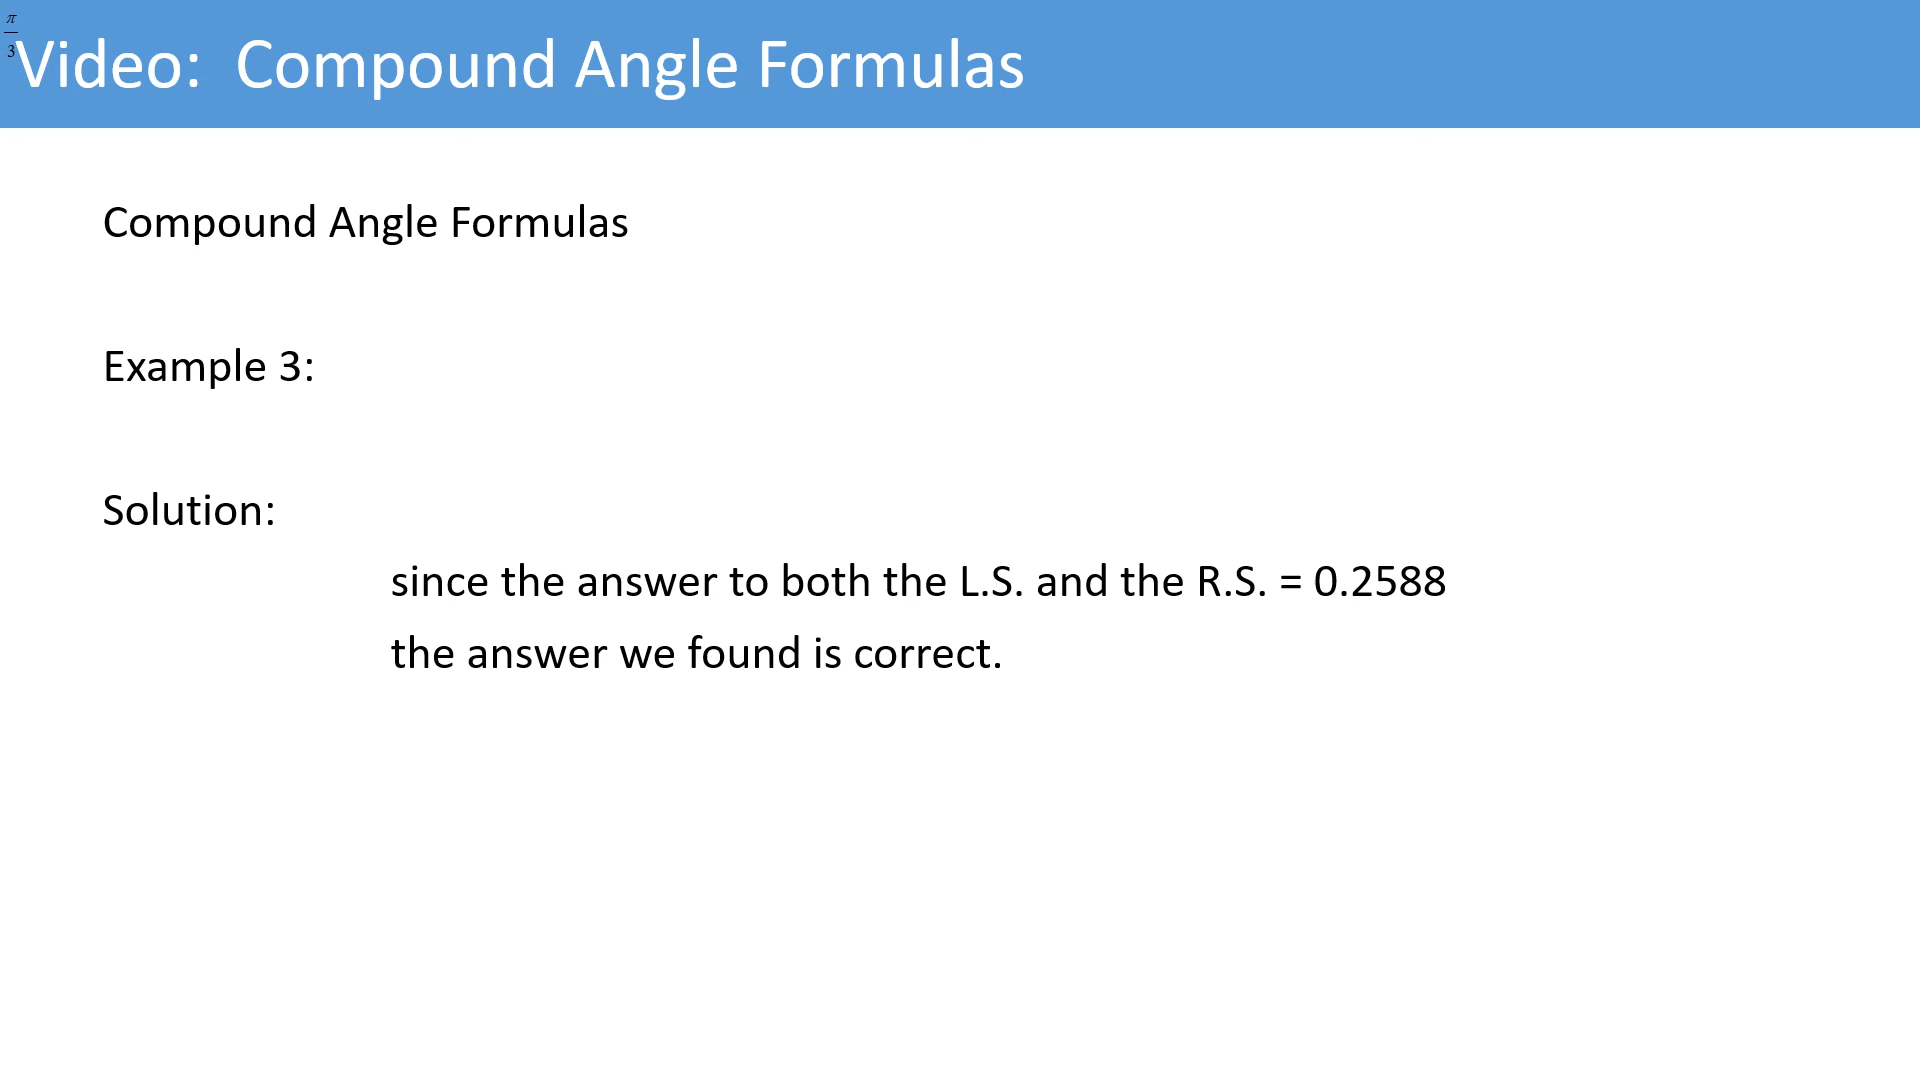 π/3
Video:  Compound Angle Formulas
Compound Angle Formulas
Example 3:
Solution:
since the answer to both the L.S. and the R.S. = 0.2588
the answer we found is correct.